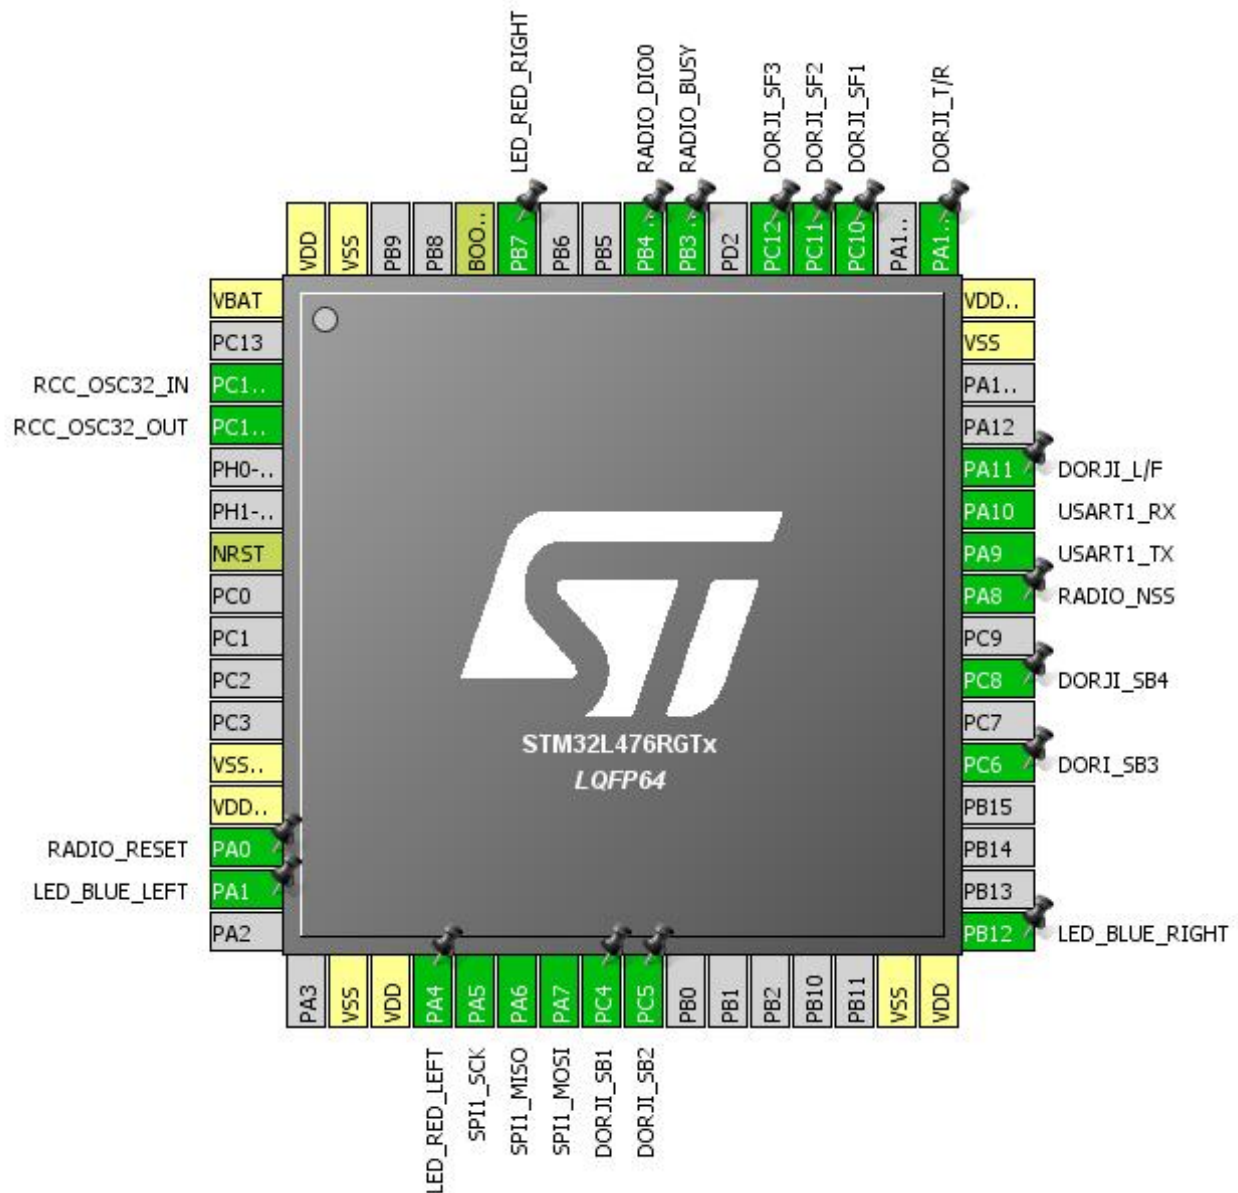 LED_RED_RIGHT
RADIO_DIO0
RADIO_BUSY
DORJI_SF3
DORJI_SF2
DORJI_SF1
DORJI_T/R
VDD
VSS
PB9
PB8
BOO..
PB7
PB6
PB5
PB4..
PB3..
PD2
PC12
PC11
PC10
PA1..
PA1..
VBAT
PC13
RCC_OSC32_IN PC1..
RCC_OSC32_OUT PC1..
PH0-..
PH1-..
NRST
PC0
PC1
PC2
PC3
VSS..
VDD..
RADIO_RESET PA0
LED_BLUE_LEFT PA1
PA2
ST
STM32L476RGTx
LQFP64
VDD..
VSS
PA1..
PA12
PA11 DORJI_L/F
PA10 USART1_RX
PA9 USART1_TX
PA8 RADIO_NSS
PC9
PC8 DORJI_SB4
PC7
PC6 DORI_SB3
PB15
PB14
PB13
PB12 LED_BLUE_RIGHT
PA3
VSS
VDD
PA4
PA5
PA6
PA7
PC4
PC5
PB0
PB1
PB2
PB10
PB11
VSS
VDD
LED_RED_LEFT
SPI1_SCK
SPI1_MISO
SPI1_MOSI
DORJI_SB1
DORJI_SB2